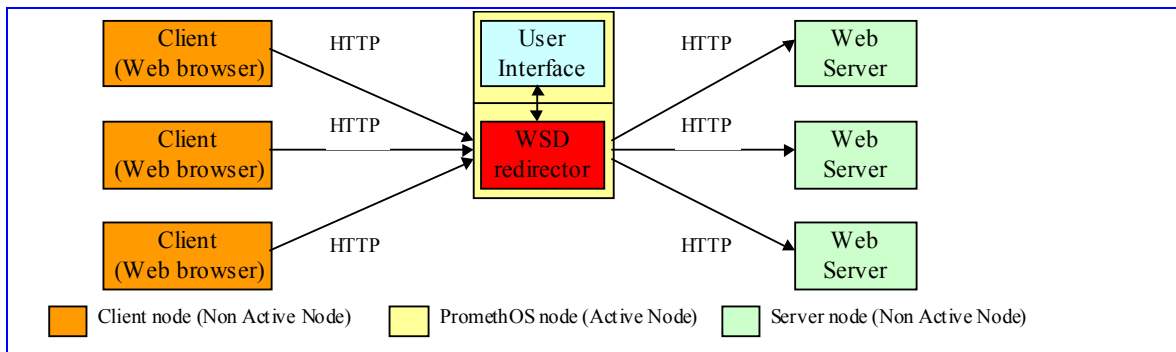 Client
(Web browser)
HTTP
User
Interface
HTTP
Web
Server
Client
(Web browser)
HTTP
WSD
redirector
HTTP
Web
Server
Client
(Web browser)
HTTP
HTTP
Web
Server
Client node (Non Active Node)
PromethOS node (Active Node)
Server node (Non Active Node)